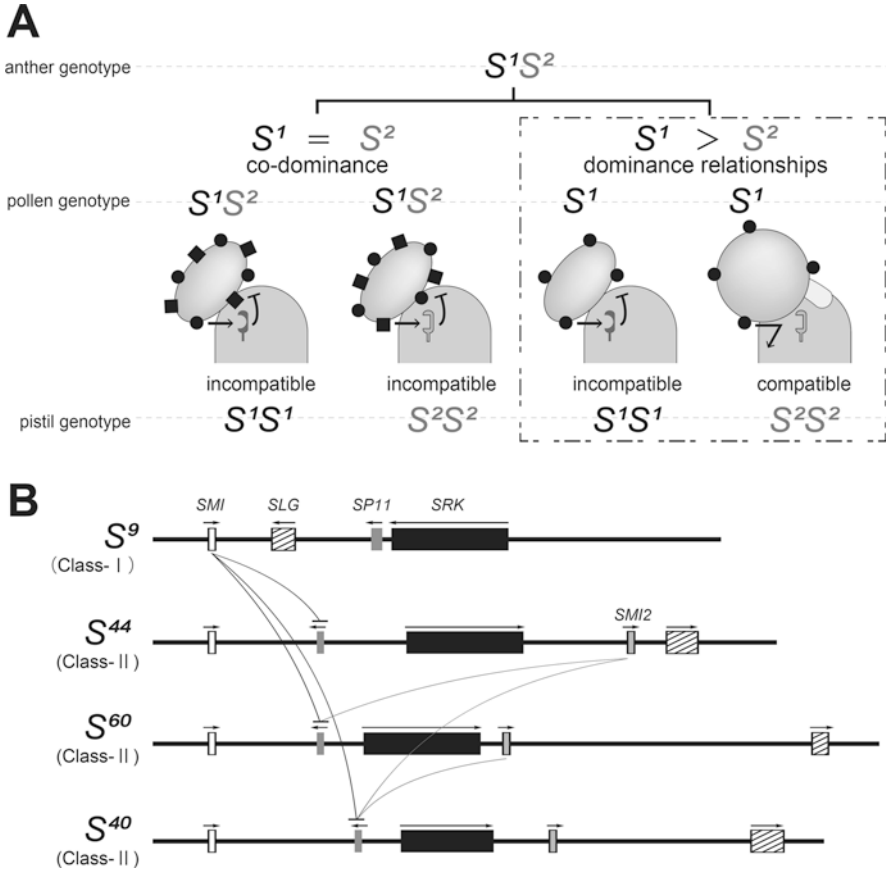 A
anther genotype
S¹S²
S¹ = S²
co-dominance
S¹ > S²
dominance relationships
pollen genotype
S¹S²
S¹S²
S¹
S¹
incompatible
incompatible
incompatible
compatible
pistil genotype
S¹S¹
S²S²
S¹S¹
S²S²
B
SMI
SLG
SP11
SRK
S⁹
(Class-Ⅰ)
S⁴⁴
(Class-Ⅱ)
SMI2
S⁶⁰
(Class-Ⅱ)
S⁴⁰
(Class-Ⅱ)